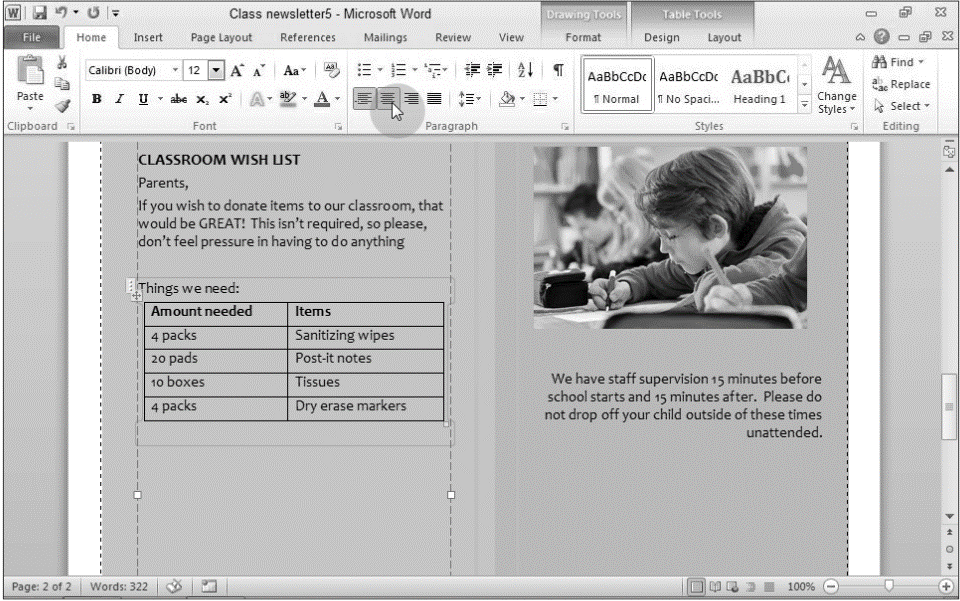 Class newsletter5 - Microsoft Word
Drawing Tools
Table Tools
File
Home
Insert
Page Layout
References
Mailings
Review
View
Format
Design
Layout
Paste
Calibri (Body)
12
Find
Replace
Select
AaBbCcDc
AaBbCcDc
AaBbC
¶ Normal
¶ No Spaci...
Heading 1
Change
Styles
Clipboard
Font
Paragraph
Styles
Editing
CLASSROOM WISH LIST
Parents,
If you wish to donate items to our classroom, that
would be GREAT! This isn't required, so please,
don't feel pressure in having to do anything
Things we need:
Amount needed Items
4 packs Sanitizing wipes
20 pads Post-it notes
10 boxes Tissues
4 packs Dry erase markers
We have staff supervision 15 minutes before
school starts and 15 minutes after. Please do
not drop off your child outside of these times
unattended.
Page: 2 of 2
Words: 322
100%